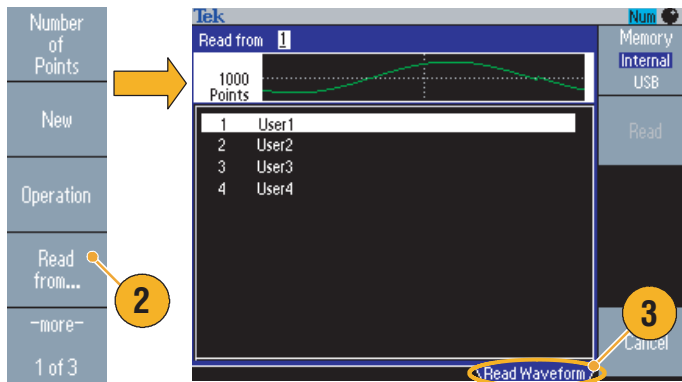 Number
of
Points
New
Operation
Read
from...
-more-
1 of 3
2
Tek
Num
Read from 1
1000
Points
1 User1
2 User2
3 User3
4 User4
Read Waveform
Memory
Internal
USB
Read
3
Cancel